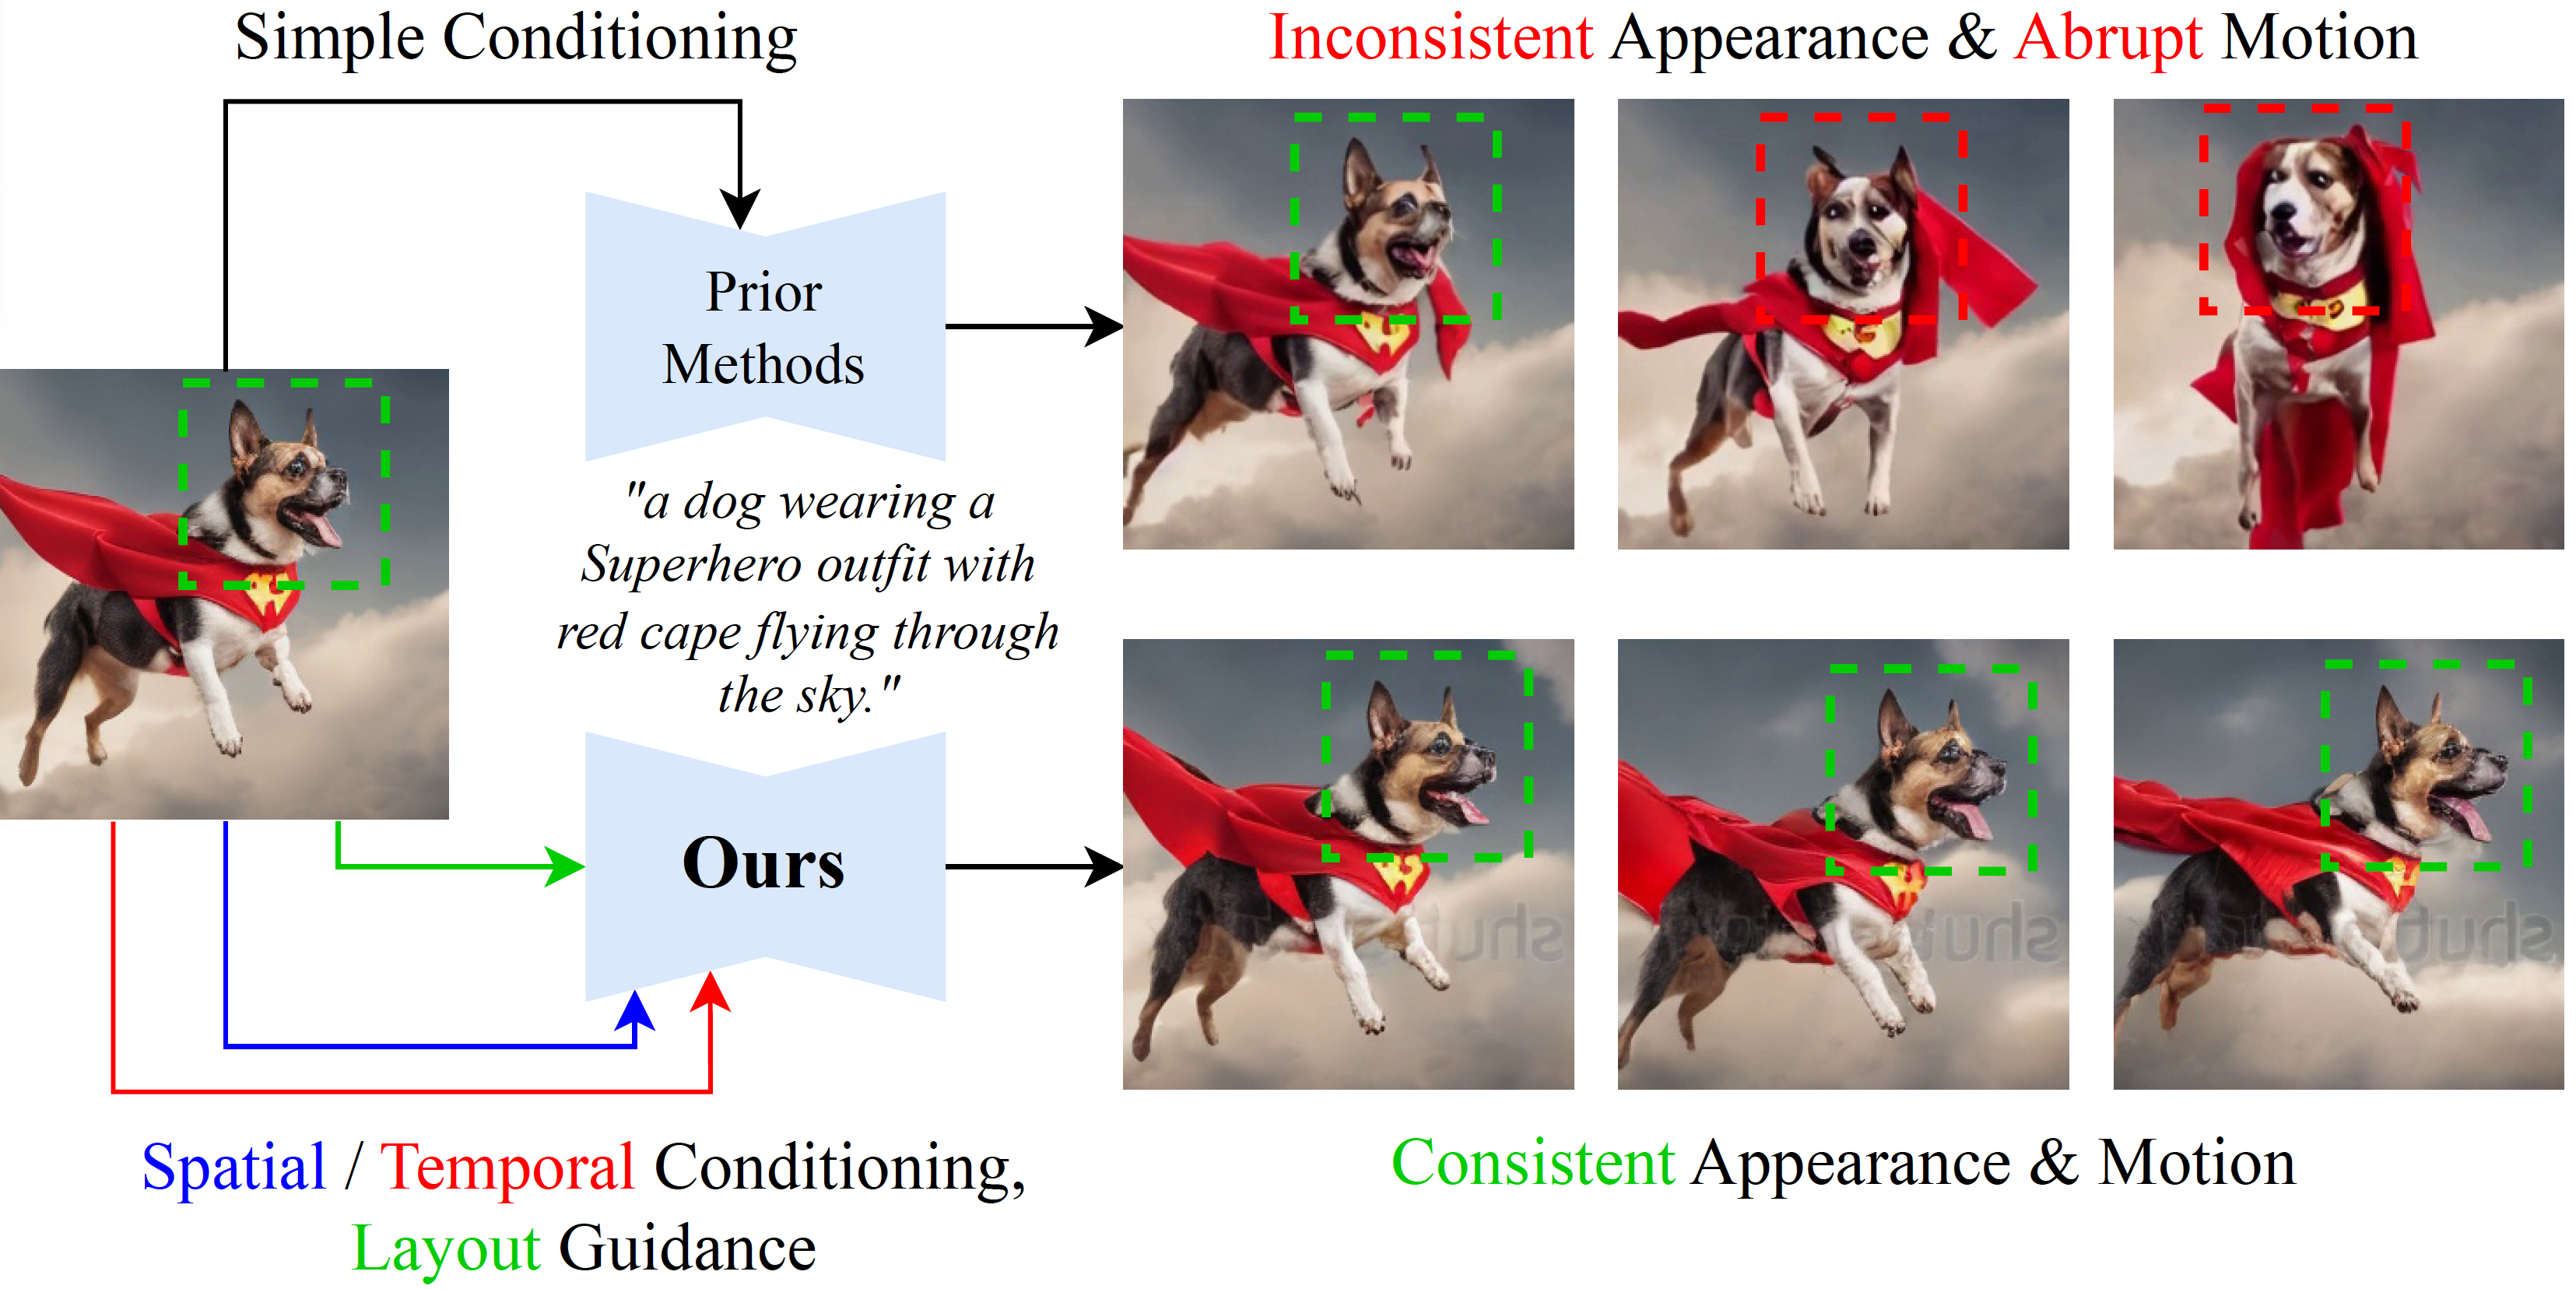 Simple Conditioning
Inconsistent Appearance & Abrupt Motion
Prior
Methods
"a dog wearing a
Superhero outfit with
red cape flying through
the sky."
Ours
Spatial / Temporal Conditioning,
Layout Guidance
Consistent Appearance & Motion